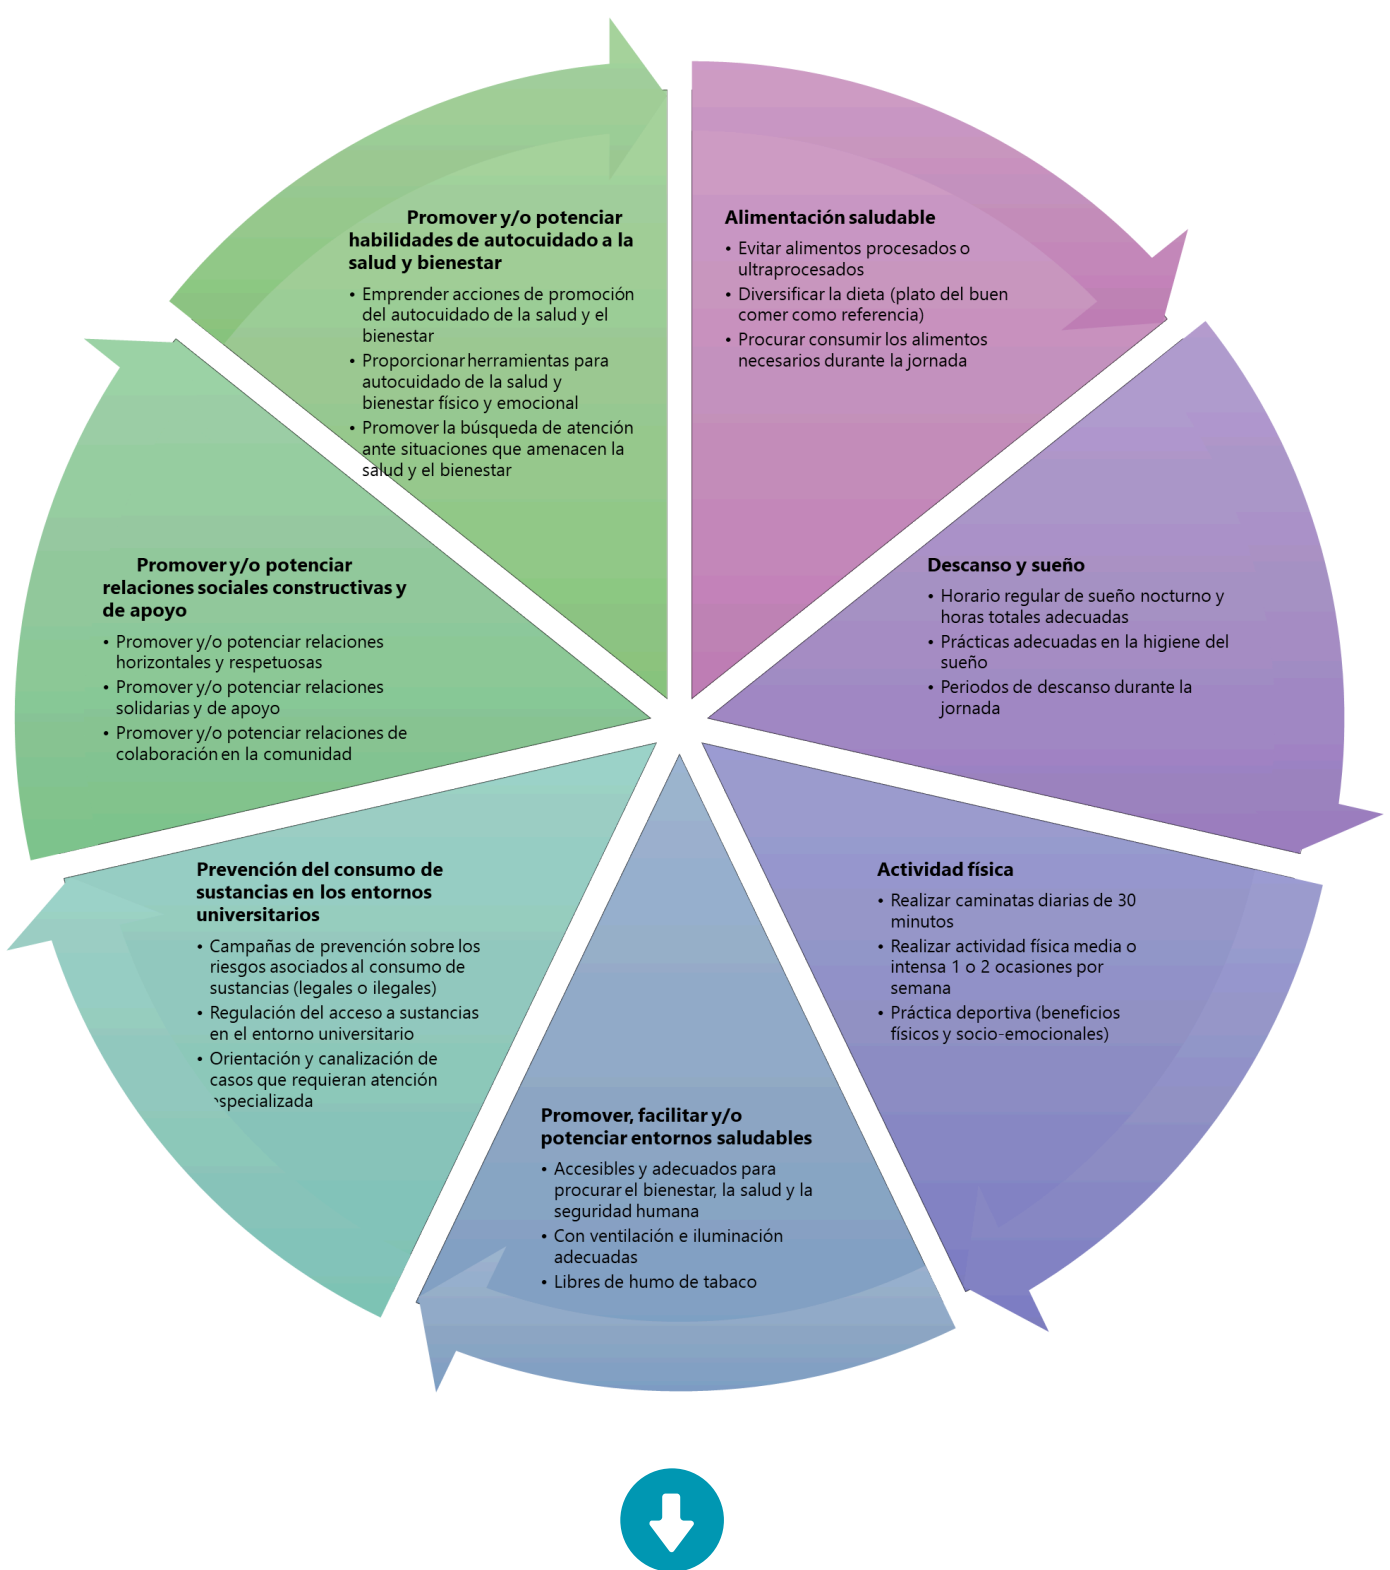 Alimentación saludable
• Evitar alimentos procesados o
ultraprocesados
• Diversificar la dieta (plato del buen
comer como referencia)
• Procurar consumir los alimentos
necesarios durante la jornada
Descanso y sueño
• Horario regular de sueño nocturno y
horas totales adecuadas
• Prácticas adecuadas en la higiene del
sueño
• Periodos de descanso durante la
jornada
Actividad física
• Realizar caminatas diarias de 30
minutos
• Realizar actividad física media o
intensa 1 o 2 ocasiones por
semana
• Práctica deportiva (beneficios
físicos y socio-emocionales)
Promover, facilitar y/o
potenciar entornos saludables
• Accesibles y adecuados para
procurar el bienestar, la salud y la
seguridad humana
• Con ventilación e iluminación
adecuadas
• Libres de humo de tabaco
Prevención del consumo de
sustancias en los entornos
universitarios
• Campañas de prevención sobre los
riesgos asociados al consumo de
sustancias (legales o ilegales)
• Regulación del acceso a sustancias
en el entorno universitario
• Orientación y canalización de
casos que requieran atención
especializada
Promover y/o potenciar
relaciones sociales constructivas y
de apoyo
• Promover y/o potenciar relaciones
horizontales y respetuosas
• Promover y/o potenciar relaciones
solidarias y de apoyo
• Promover y/o potenciar relaciones de
colaboración en la comunidad
Promover y/o potenciar
habilidades de autocuidado a la
salud y bienestar
• Emprender acciones de promoción
del autocuidado de la salud y el
bienestar
• Proporcionar herramientas para
autocuidado de la salud y
bienestar físico y emocional
• Promover la búsqueda de atención
ante situaciones que amenacen la
salud y el bienestar